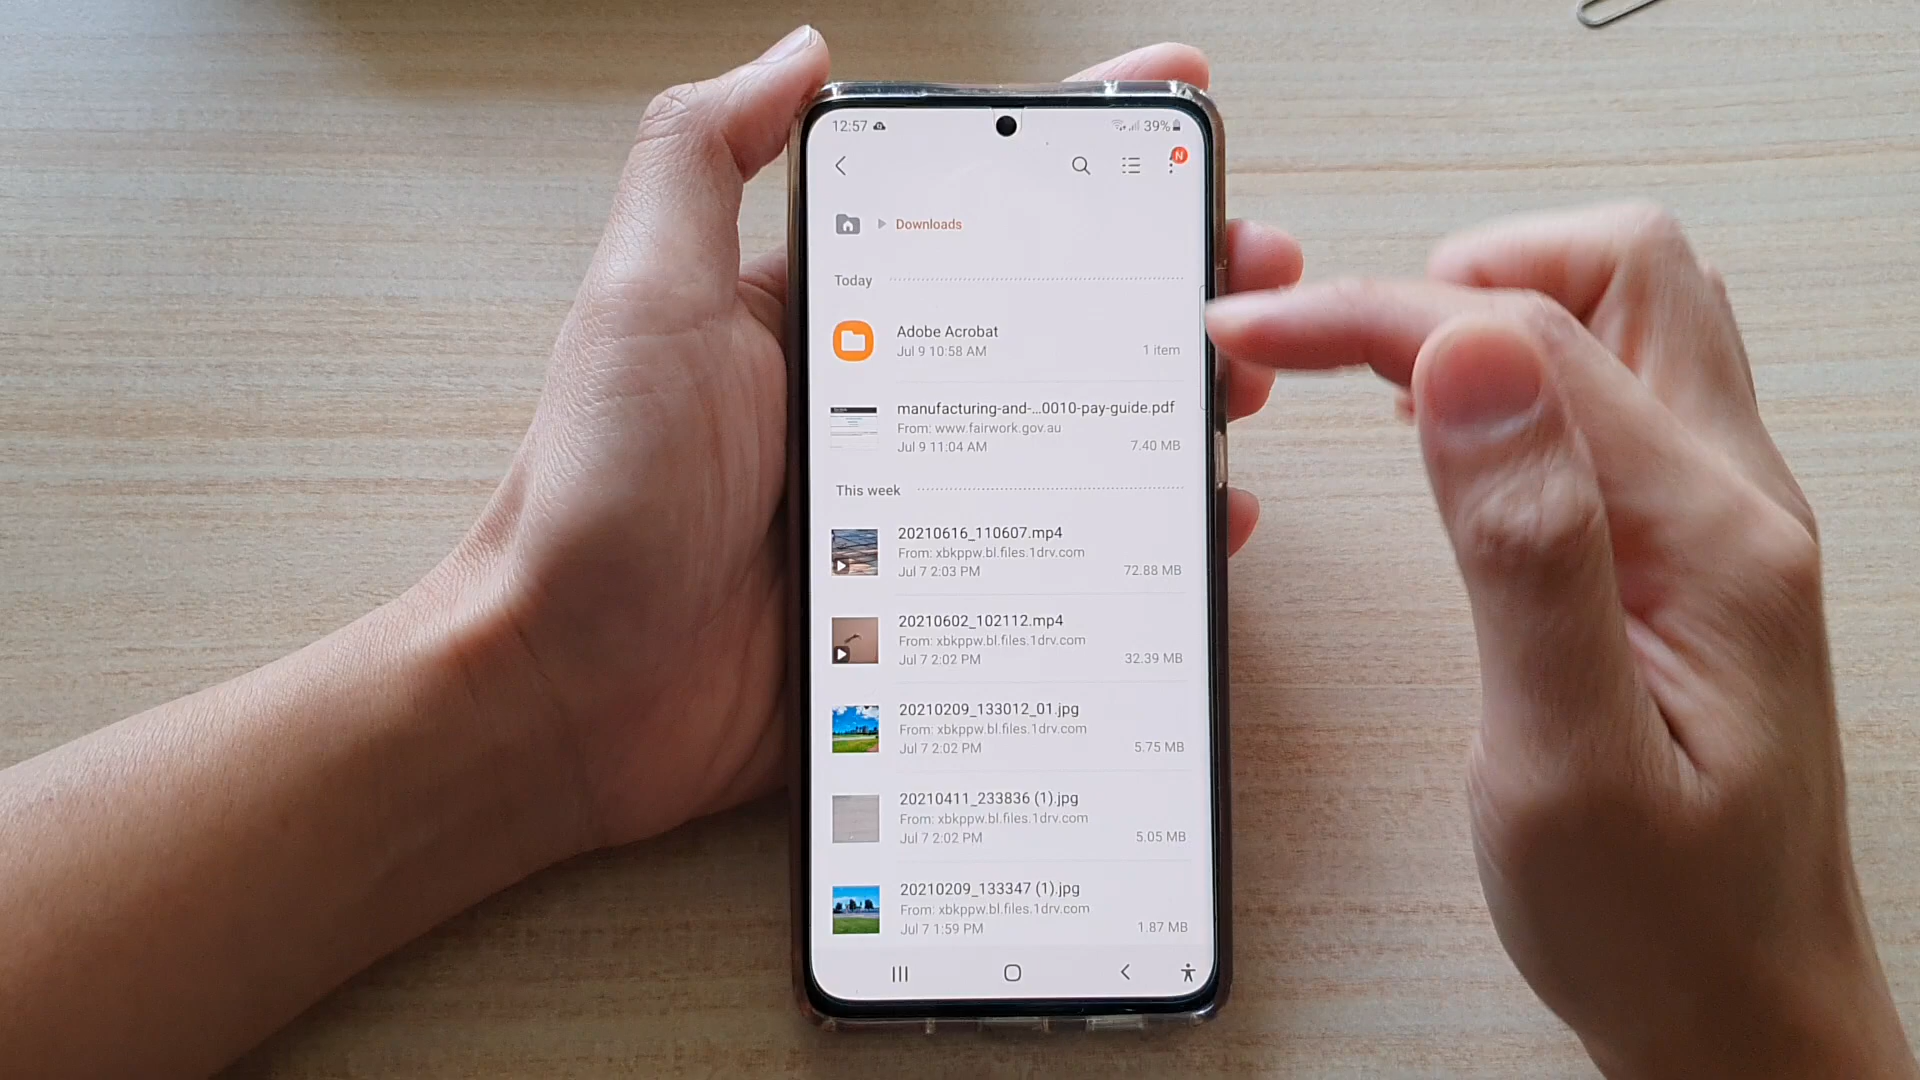 12:57
39%
N
Downloads
Today
Adobe Acrobat
Jul 9 10:58 AM
1 item
manufacturing-and-...0010-pay-guide.pdf
From: www.fairwork.gov.au
Jul 9 11:04 AM
7.40 MB
This week
20210616_110607.mp4
From: xbkppw.bl.files.1drv.com
Jul 7 2:03 PM
72.88 MB
20210602_102112.mp4
From: xbkppw.bl.files.1drv.com
Jul 7 2:02 PM
32.39 MB
20210209_133012_01.jpg
From: xbkppw.bl.files.1drv.com
Jul 7 2:02 PM
5.75 MB
20210411_233836 (1).jpg
From: xbkppw.bl.files.1drv.com
Jul 7 2:02 PM
5.05 MB
20210209_133347 (1).jpg
From: xbkppw.bl.files.1drv.com
Jul 7 1:59 PM
1.87 MB